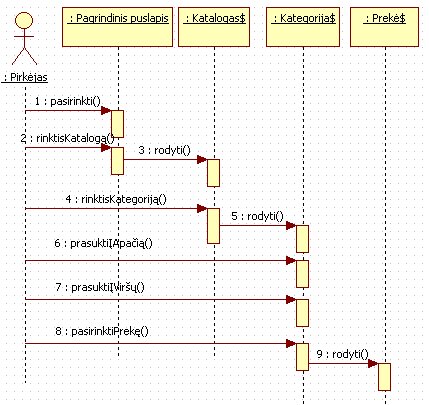 : Pagrindinis puslapis
: Katalogas$
: Kategorija$
: Prekė$
: Pirkėjas
1 : pasirinkti()
2 : rinktisKatalogą()
3 : rodyti()
4 : rinktisKategoriją()
5 : rodyti()
6 : prasuktiĮApačią()
7 : prasuktiĮViršų()
8 : pasirinktiPrekę()
9 : rodyti()